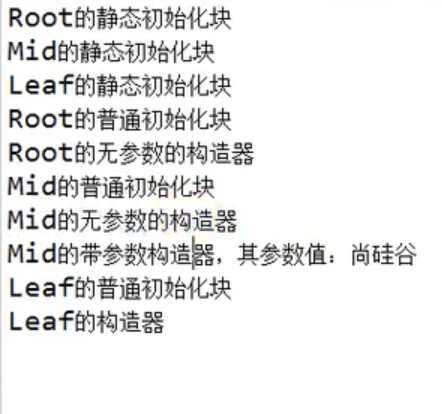 Root的静态初始化块
Mid的静态初始化块
Leaf的静态初始化块
Root的普通初始化块
Root的无参数的构造器
Mid的普通初始化块
Mid的无参数的构造器
Mid的带参数构造器，其参数值：尚硅谷
Leaf的普通初始化块
Leaf的构造器